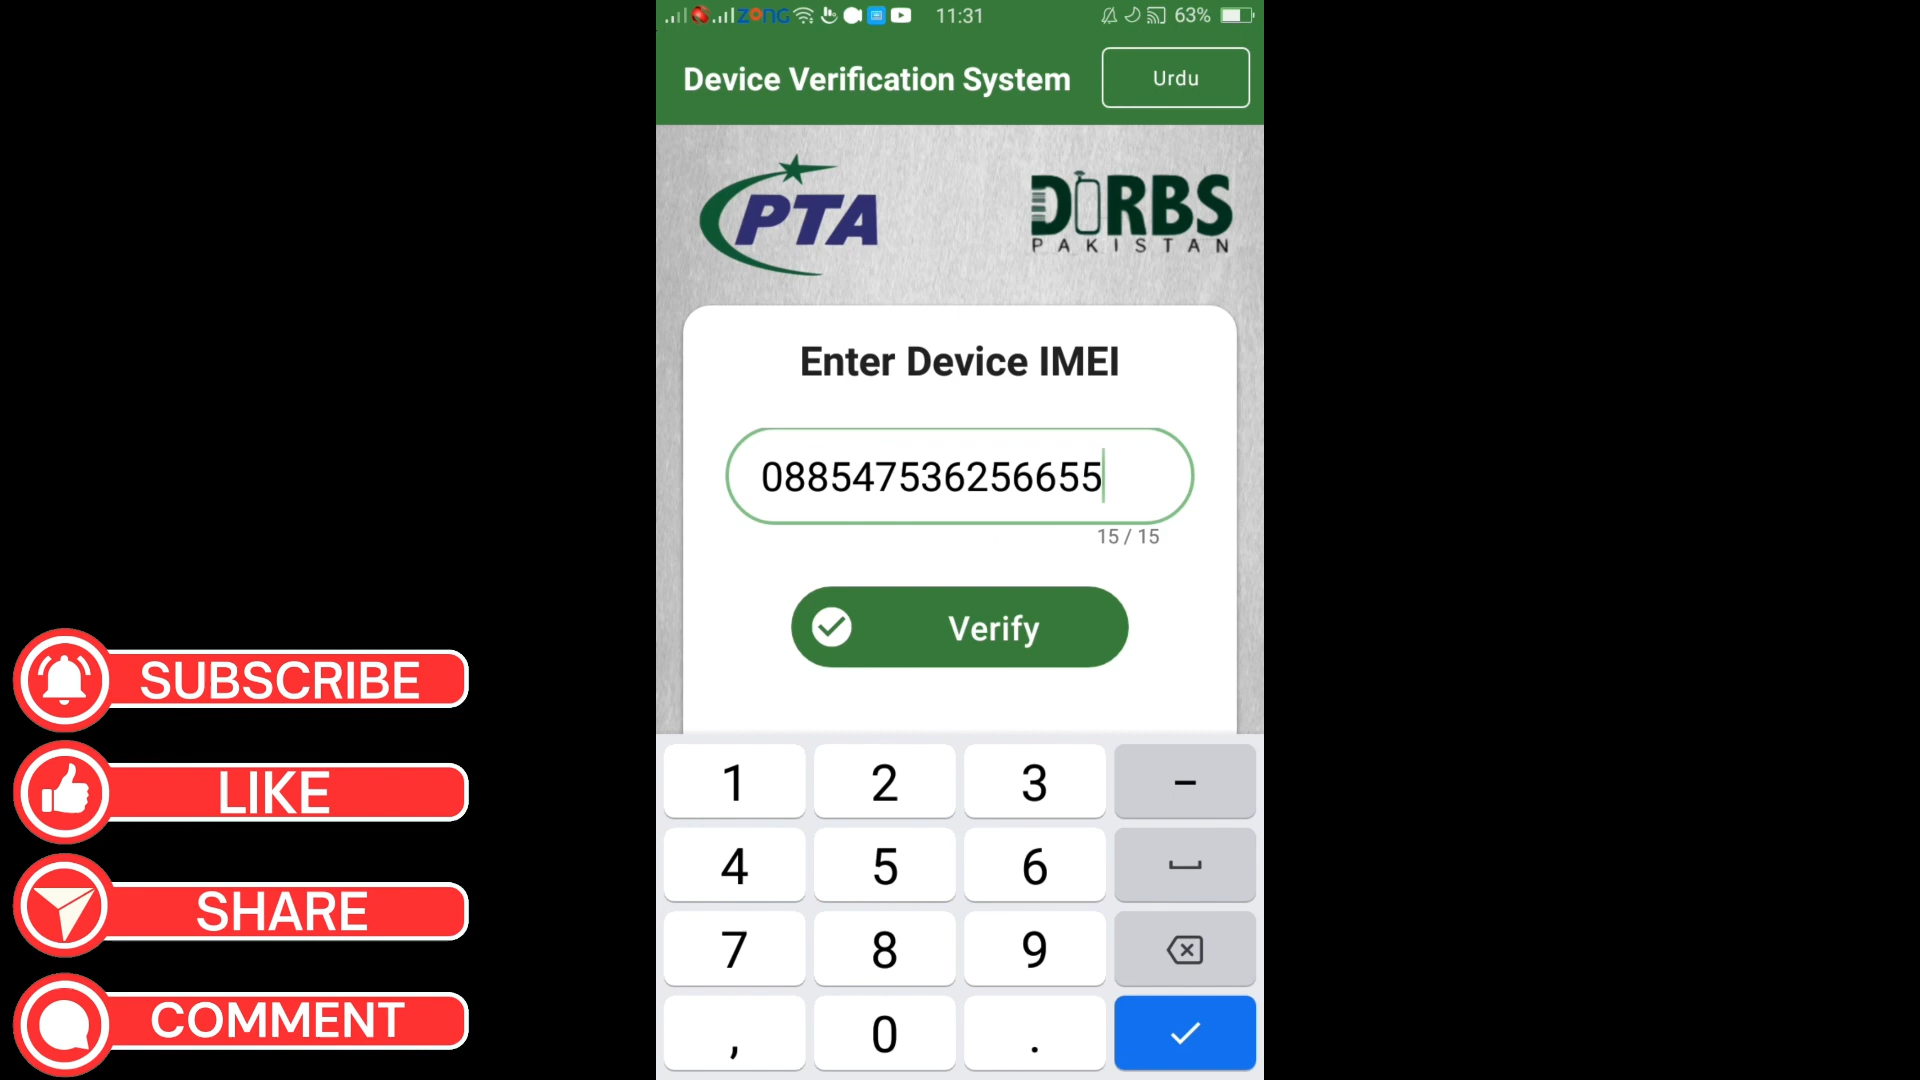 ZONG 11:31 63%
Device Verification System Urdu
PTA DIRBS
PAKISTAN
Enter Device IMEI
088547536256655
15 / 15
Verify
SUBSCRIBE
LIKE
SHARE
COMMENT
1 2 3 –
4 5 6
7 8 9
, 0 .